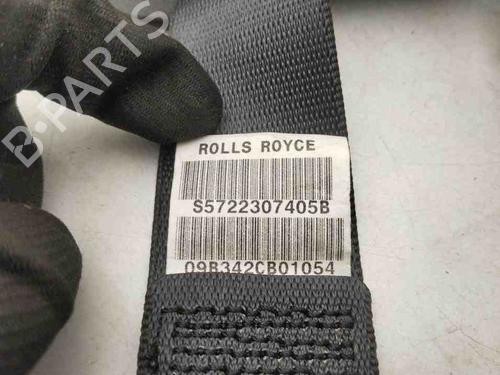 B-PARTS
ROLLS ROYCE
S5722307405B
09B342CB01054